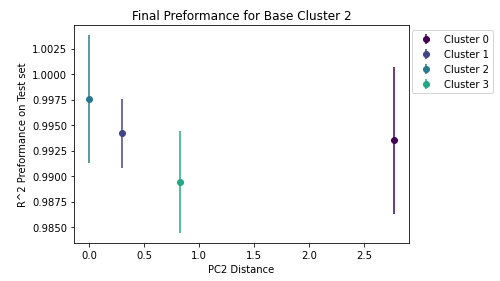 Final Preformance for Base Cluster 2
R^2 Preformance on Test set
1.0025
1.0000
0.9975
0.9950
0.9925
0.9900
0.9875
0.9850
0.0
0.5
1.0
1.5
2.0
2.5
PC2 Distance
Cluster 0
Cluster 1
Cluster 2
Cluster 3